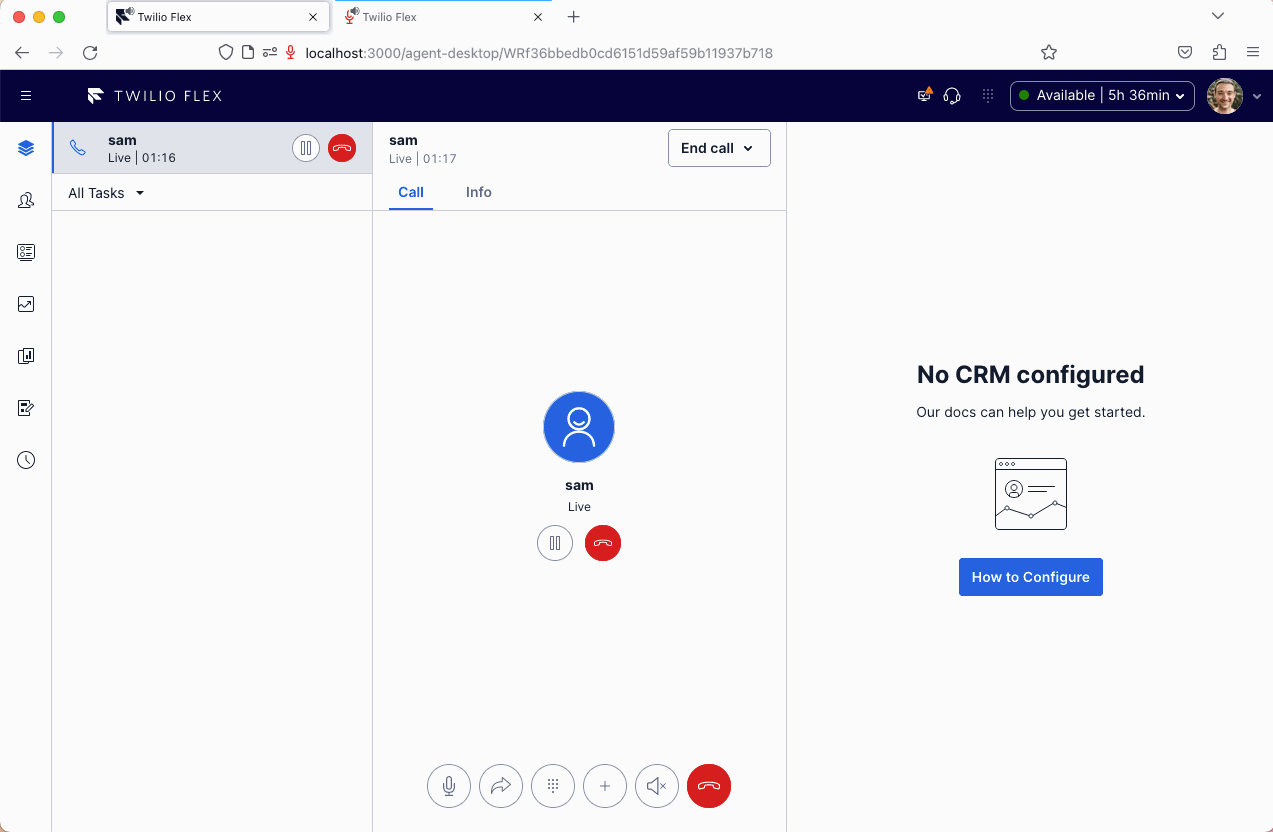 Twilio Flex
Twilio Flex
localhost:3000/agent-desktop/WRf36bbedb0cd6151d59af59b11937b718
TWILIO FLEX
Available | 5h 36min
sam
Live | 01:16
All Tasks
sam
Live | 01:17
End call
Call
Info
sam
Live
No CRM configured
Our docs can help you get started.
How to Configure